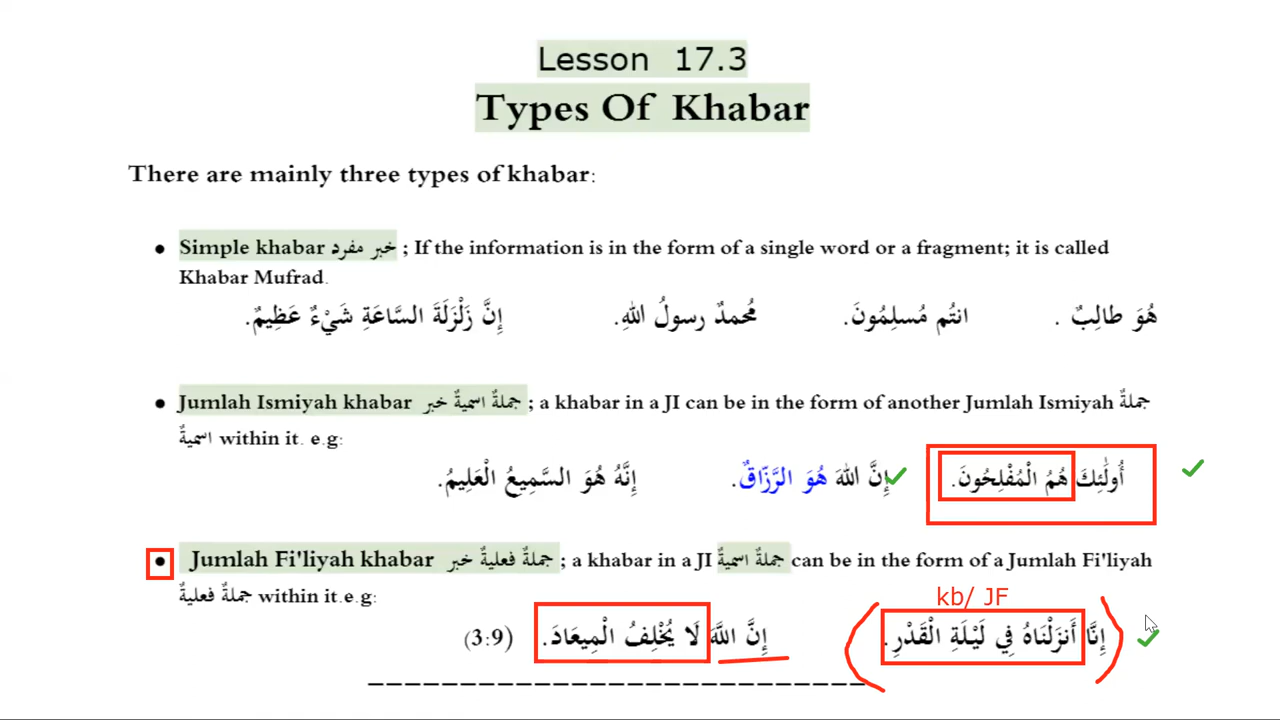 Lesson 17.3
Types Of Khabar
There are mainly three types of khabar:
● Simple khabar خبر مفرد ; If the information is in the form of a single word or a fragment; it is called
Khabar Mufrad.
هُوَ طالِبٌ . انتُم مُسلِمُونَ. مُحمدٌ رسولُ اللهِ. إِنَّ زَلْزَلَةَ السَّاعَةِ شَيْءٌ عَظِيمٌ.
● Jumlah Ismiyah khabar جملةٌ اسميةٌ خبر ; a khabar in a JI can be in the form of another Jumlah Ismiyah جملةٌ
اسميةٌ within it. e.g:
أُولَٰئِكَ هُمُ الْمُفْلِحُونَ. إِنَّ اللهَ هُوَ الرَّزّاقٌ. إِنَّهُ هُوَ السَّمِيعُ الْعَلِيمُ.
● Jumlah Fi'liyah khabar جملةٌ فعليةٌ خبر ; a khabar in a JI جملةٌ اسميةٌ can be in the form of a Jumlah Fi'liyah
جملةٌ فعليةٌ within it.e.g:
kb/ JF
إِنَّا أَنزَلْنَاهُ فِي لَيْلَةِ الْقَدْرِ. إِنَّ اللَّهَ لَا يُخْلِفُ الْمِيعَادَ. (3:9)